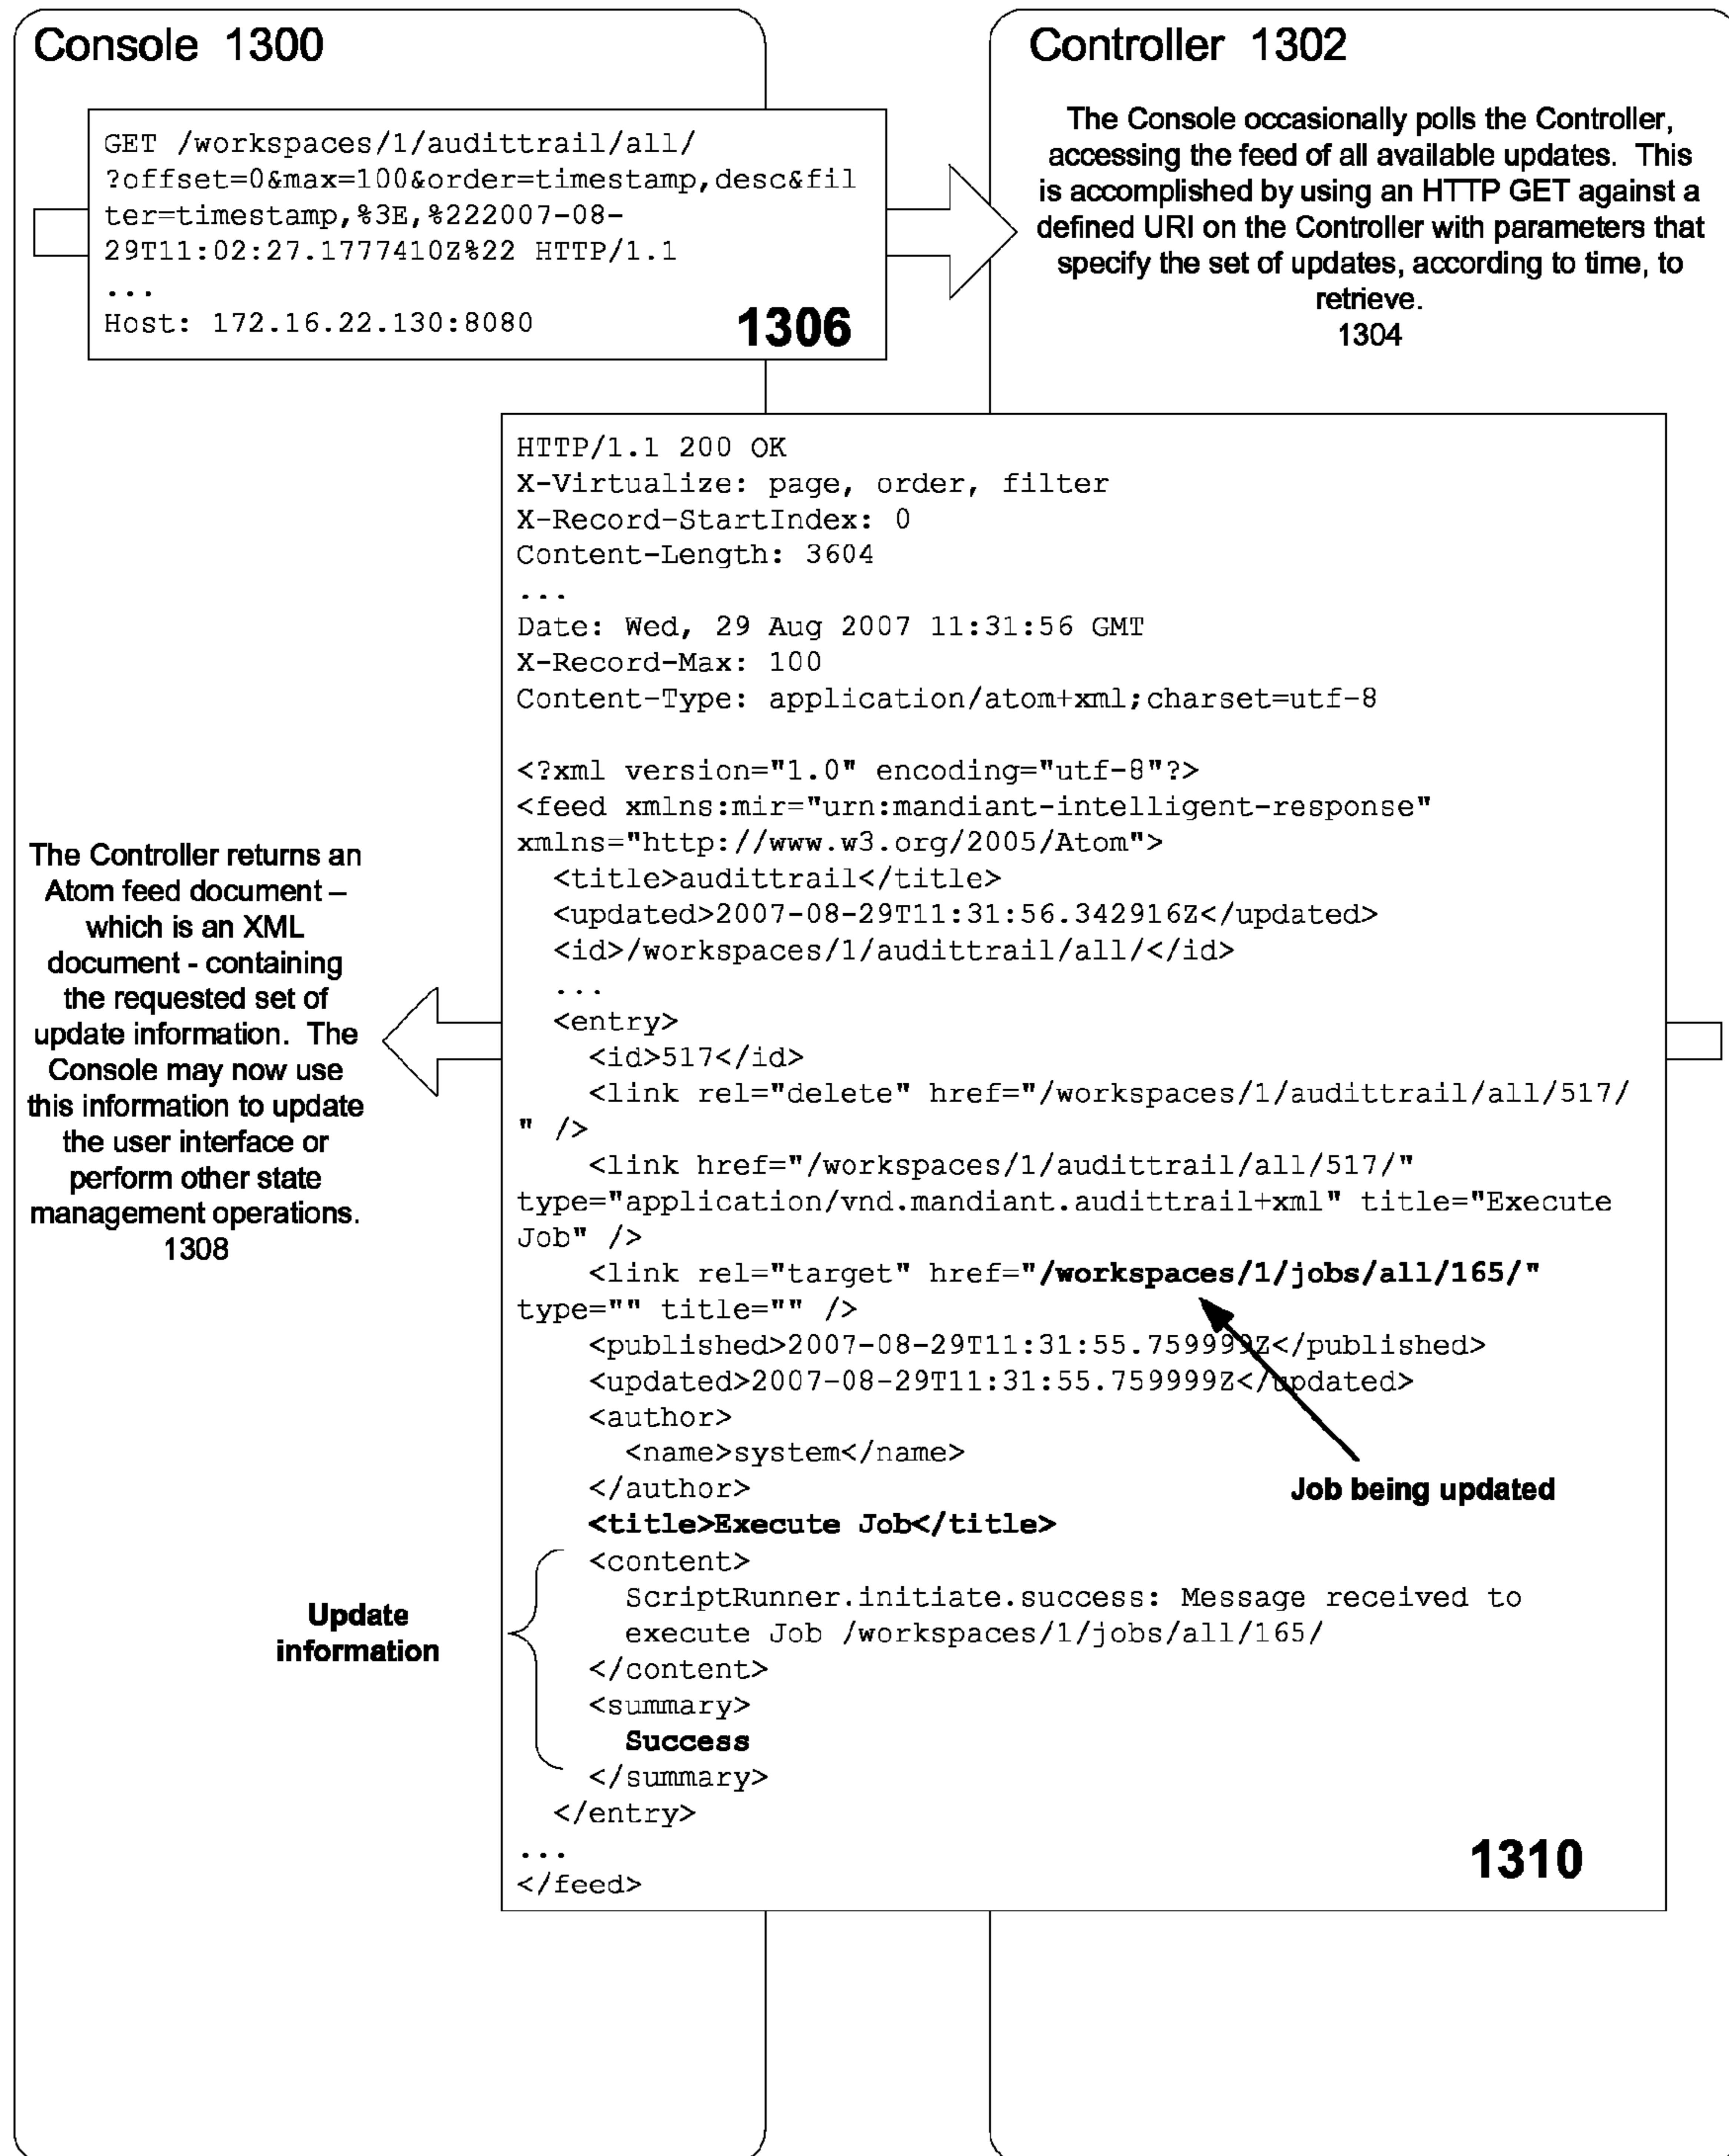 Console 1300
GET /workspaces/1/audittrail/all/
?offset=0&max=100&order=timestamp,desc&fil
ter=timestamp,%3E,%222007-08-
29T11:02:27.1777410Z%22 HTTP/1.1
...
Host: 172.16.22.130:8080
1306
Controller 1302
The Console occasionally polls the Controller,
accessing the feed of all available updates. This
is accomplished by using an HTTP GET against a
defined URI on the Controller with parameters that
specify the set of updates, according to time, to
retrieve.
1304
HTTP/1.1 200 OK
X-Virtualize: page, order, filter
X-Record-StartIndex: 0
Content-Length: 3604
...
Date: Wed, 29 Aug 2007 11:31:56 GMT
X-Record-Max: 100
Content-Type: application/atom+xml;charset=utf-8
<?xml version="1.0" encoding="utf-8"?>
<feed xmlns:mir="urn:mandiant-intelligent-response"
xmlns="http://www.w3.org/2005/Atom">
<title>audittrail</title>
<updated>2007-08-29T11:31:56.342916Z</updated>
<id>/workspaces/1/audittrail/all/</id>
...
<entry>
<id>517</id>
<link rel="delete" href="/workspaces/1/audittrail/all/517/
" />
<link href="/workspaces/1/audittrail/all/517/"
type="application/vnd.mandiant.audittrail+xml" title="Execute
Job" />
<link rel="target" href="/workspaces/1/jobs/all/165/"
type="" title="" />
<published>2007-08-29T11:31:55.759999Z</published>
<updated>2007-08-29T11:31:55.759999Z</updated>
<author>
<name>system</name>
</author>
<title>Execute Job</title>
<content>
ScriptRunner.initiate.success: Message received to
execute Job /workspaces/1/jobs/all/165/
</content>
<summary>
Success
</summary>
</entry>
...
</feed>
1310
Job being updated
Update
information
The Controller returns an
Atom feed document –
which is an XML
document - containing
the requested set of
update information. The
Console may now use
this information to update
the user interface or
perform other state
management operations.
1308